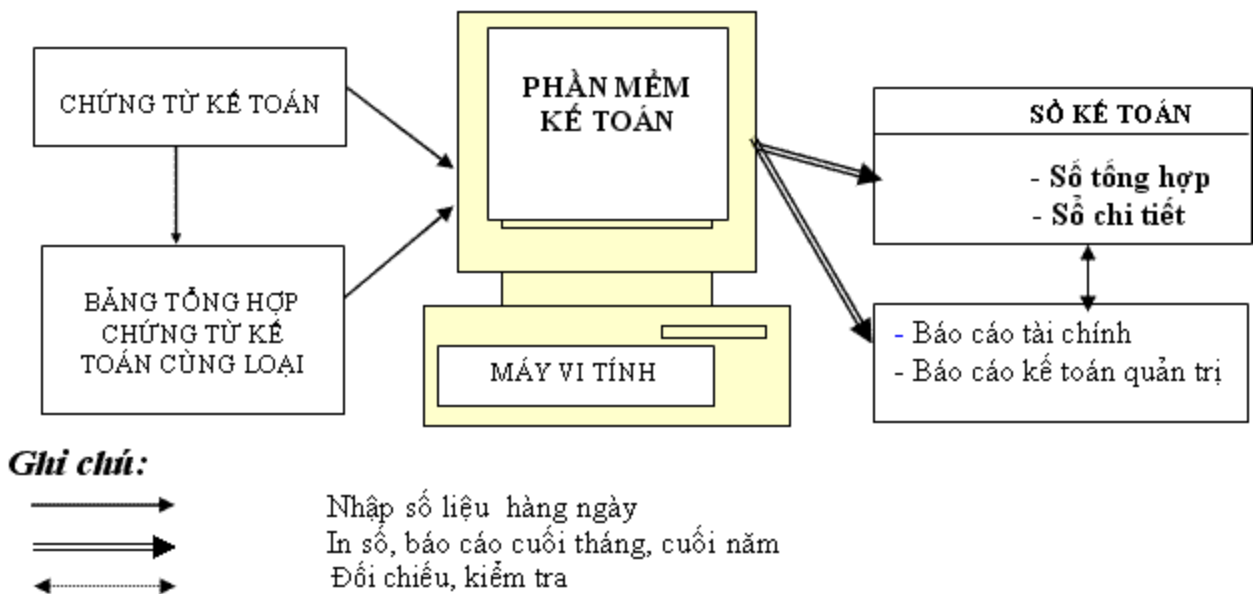 CHỨNG TỪ KẾ TOÁN
BẢNG TỔNG HỢP
CHỨNG TỪ KẾ
TOÁN CÙNG LOẠI
PHẦN MỀM
KẾ TOÁN
MÁY VI TÍNH
SỔ KẾ TOÁN
- Sổ tổng hợp
- Sổ chi tiết
- Báo cáo tài chính
- Báo cáo kế toán quản trị
Ghi chú:
Nhập số liệu hàng ngày
In sổ, báo cáo cuối tháng, cuối năm
Đối chiếu, kiểm tra